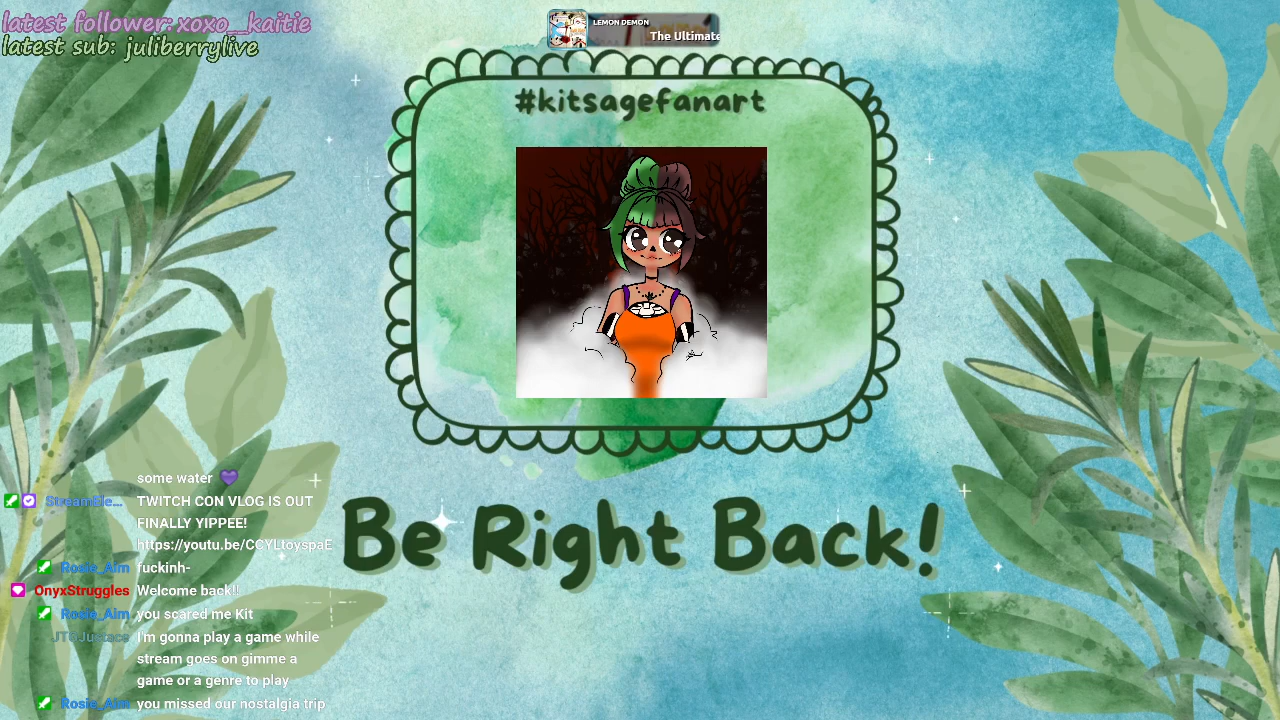 latest follower: xoxo_kaitie
latest sub: juliberrylive
LEMON DEMON
The Ultimate
#kitsagefanart
Be Right Back!
some water 💜
StreamEle... TWITCH CON VLOG IS OUT
FINALLY YIPPEE!
https://youtu.be/CCYLtoyspaE
Rosie_Aim fuckinh-
OnyxStruggles Welcome back!!
Rosie_Aim you scared me Kit
JTOJustace I'm gonna play a game while
stream goes on gimme a
game or a genre to play
Rosie_Aim you missed our nostalgia trip